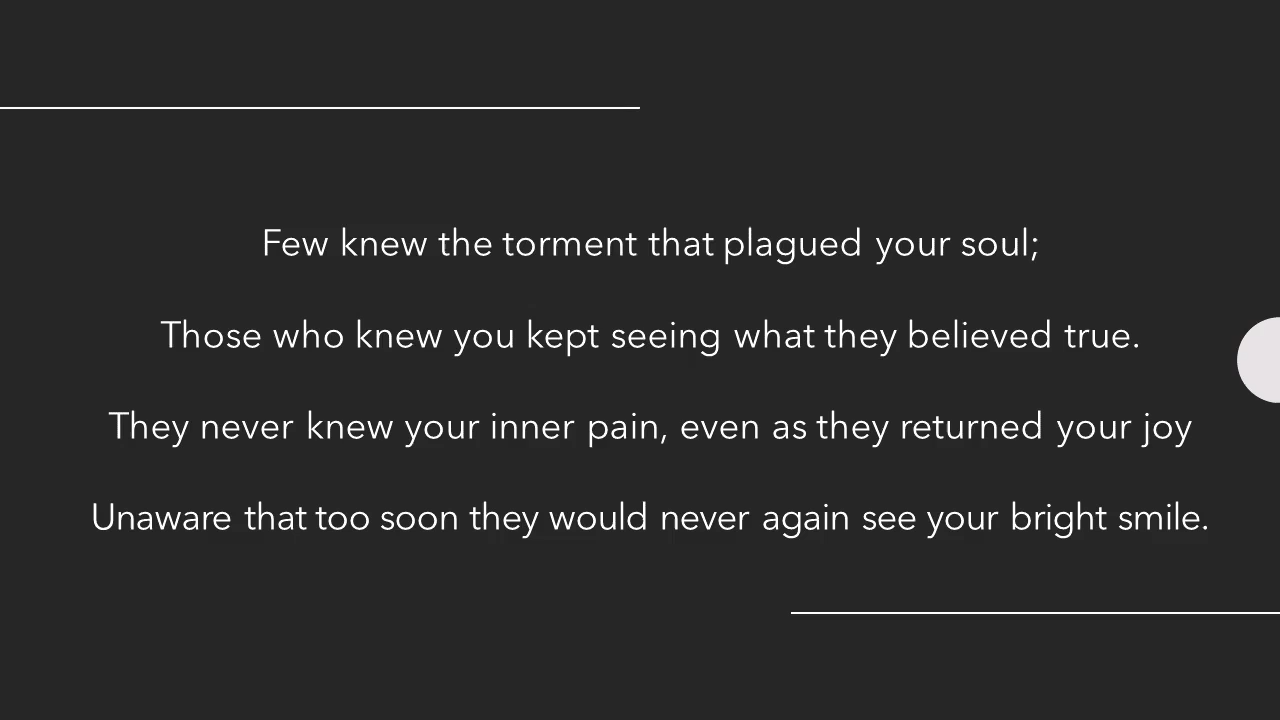 Few knew the torment that plagued your soul;
Those who knew you kept seeing what they believed true.
They never knew your inner pain, even as they returned your joy
Unaware that too soon they would never again see your bright smile.